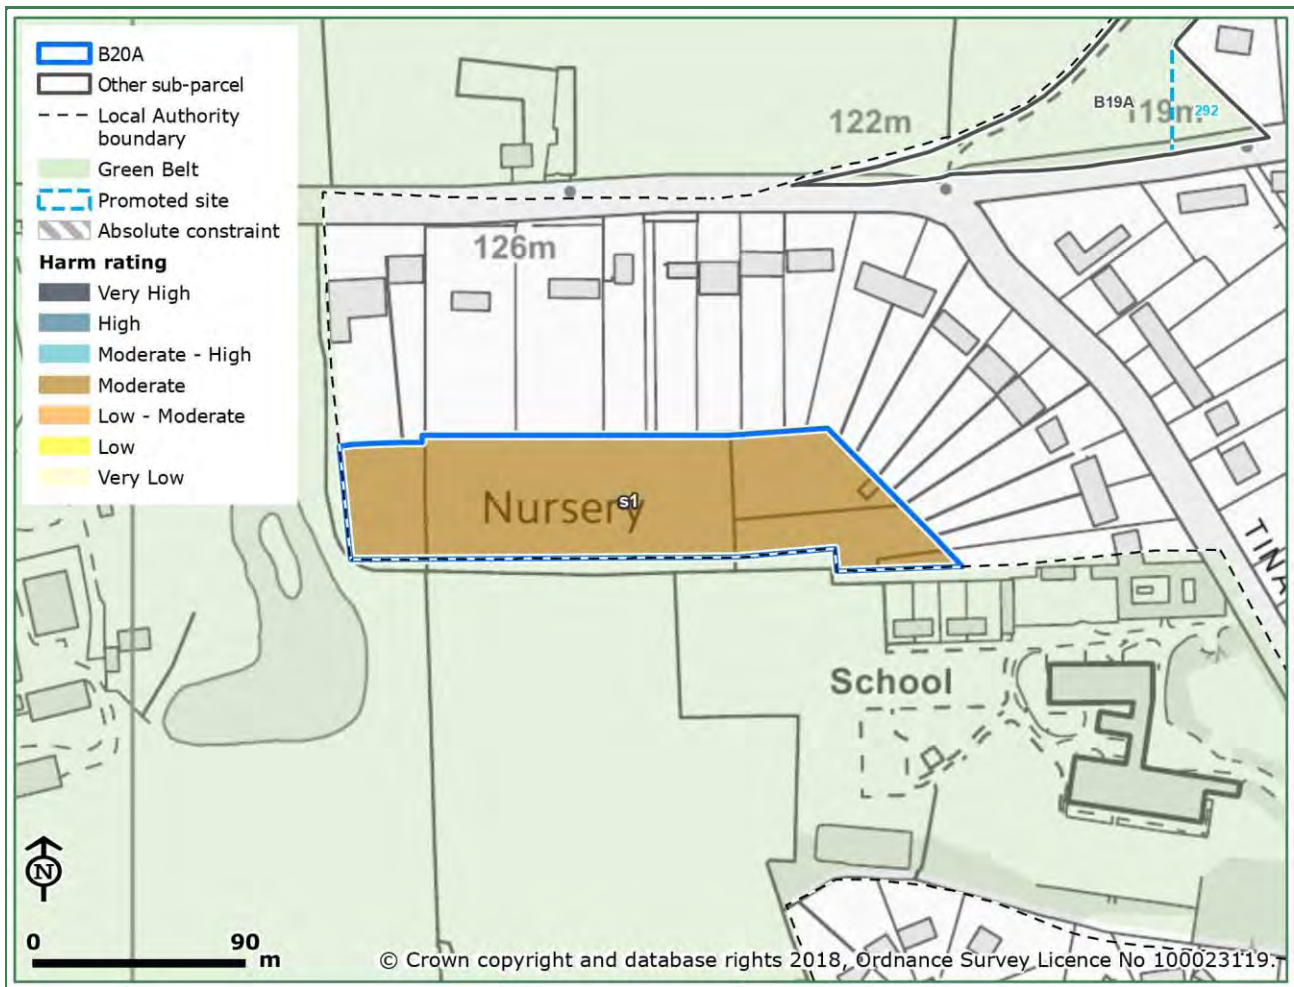 B20A
Other sub-parcel
Local Authority
boundary
Green Belt
Promoted site
Absolute constraint
Harm rating
Very High
High
Moderate - High
Moderate
Low - Moderate
Low
Very Low
122m
B19A
119m
292
126m
Nursery
s1
TINA
School
N
0 90
m
© Crown copyright and database rights 2018, Ordnance Survey Licence No 100023119.